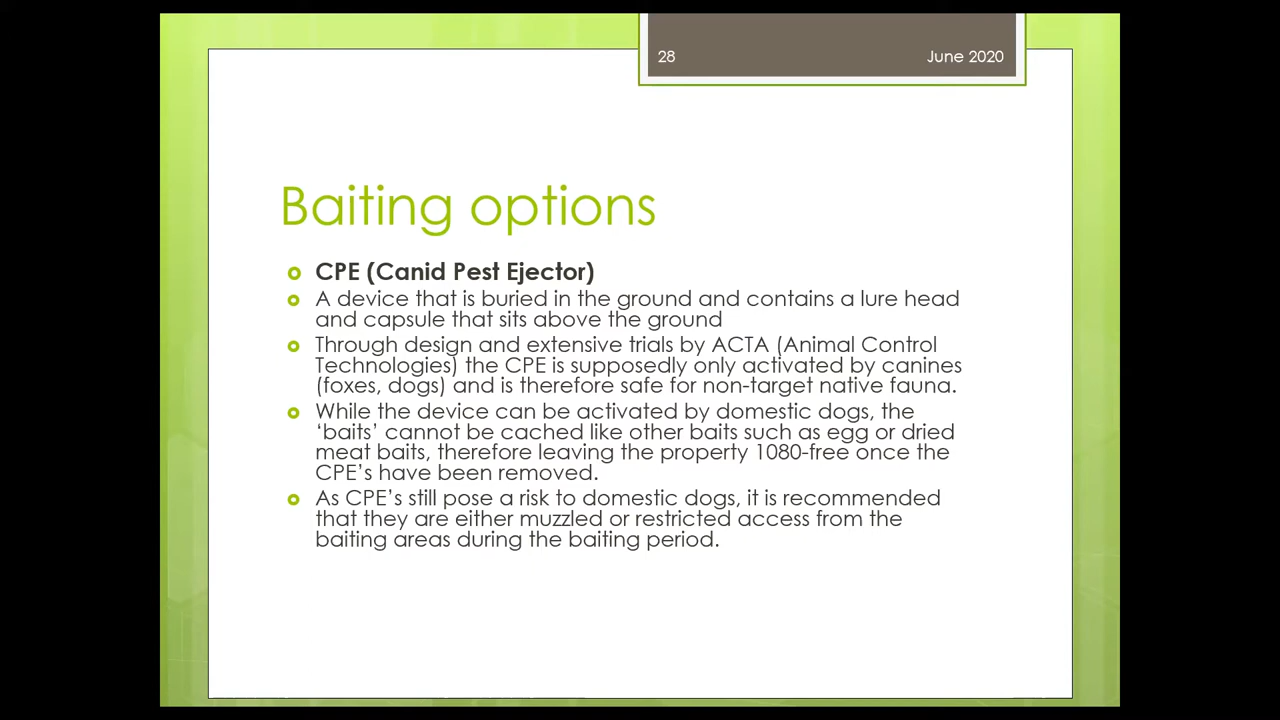 28 June 2020
Baiting options
CPE (Canid Pest Ejector)
A device that is buried in the ground and contains a lure head
and capsule that sits above the ground
Through design and extensive trials by ACTA (Animal Control
Technologies) the CPE is supposedly only activated by canines
(foxes, dogs) and is therefore safe for non-target native fauna.
While the device can be activated by domestic dogs, the
‘baits’ cannot be cached like other baits such as egg or dried
meat baits, therefore leaving the property 1080-free once the
CPE’s have been removed.
As CPE’s still pose a risk to domestic dogs, it is recommended
that they are either muzzled or restricted access from the
baiting areas during the baiting period.